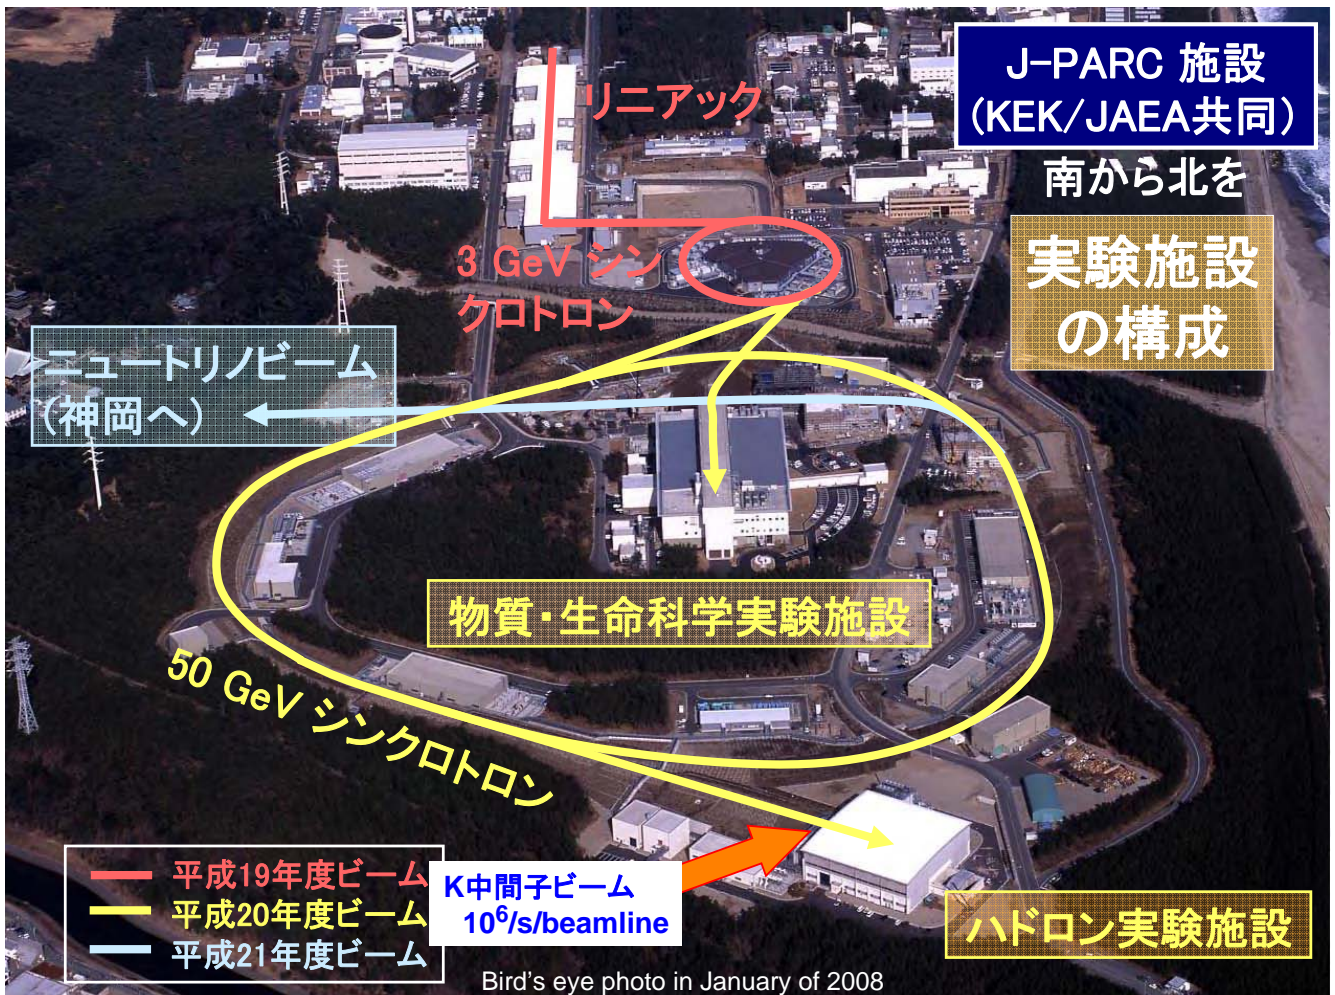 J-PARC 施設
(KEK/JAEA共同)
南から北を
実験施設
の構成
リニアック
3 GeV シン
クロトロン
ニュートリノビーム
(神岡へ)
物質・生命科学実験施設
50 GeV シンクロトロン
平成19年度ビーム
平成20年度ビーム
平成21年度ビーム
K中間子ビーム
10⁶/s/beamline
ハドロン実験施設
Bird's eye photo in January of 2008